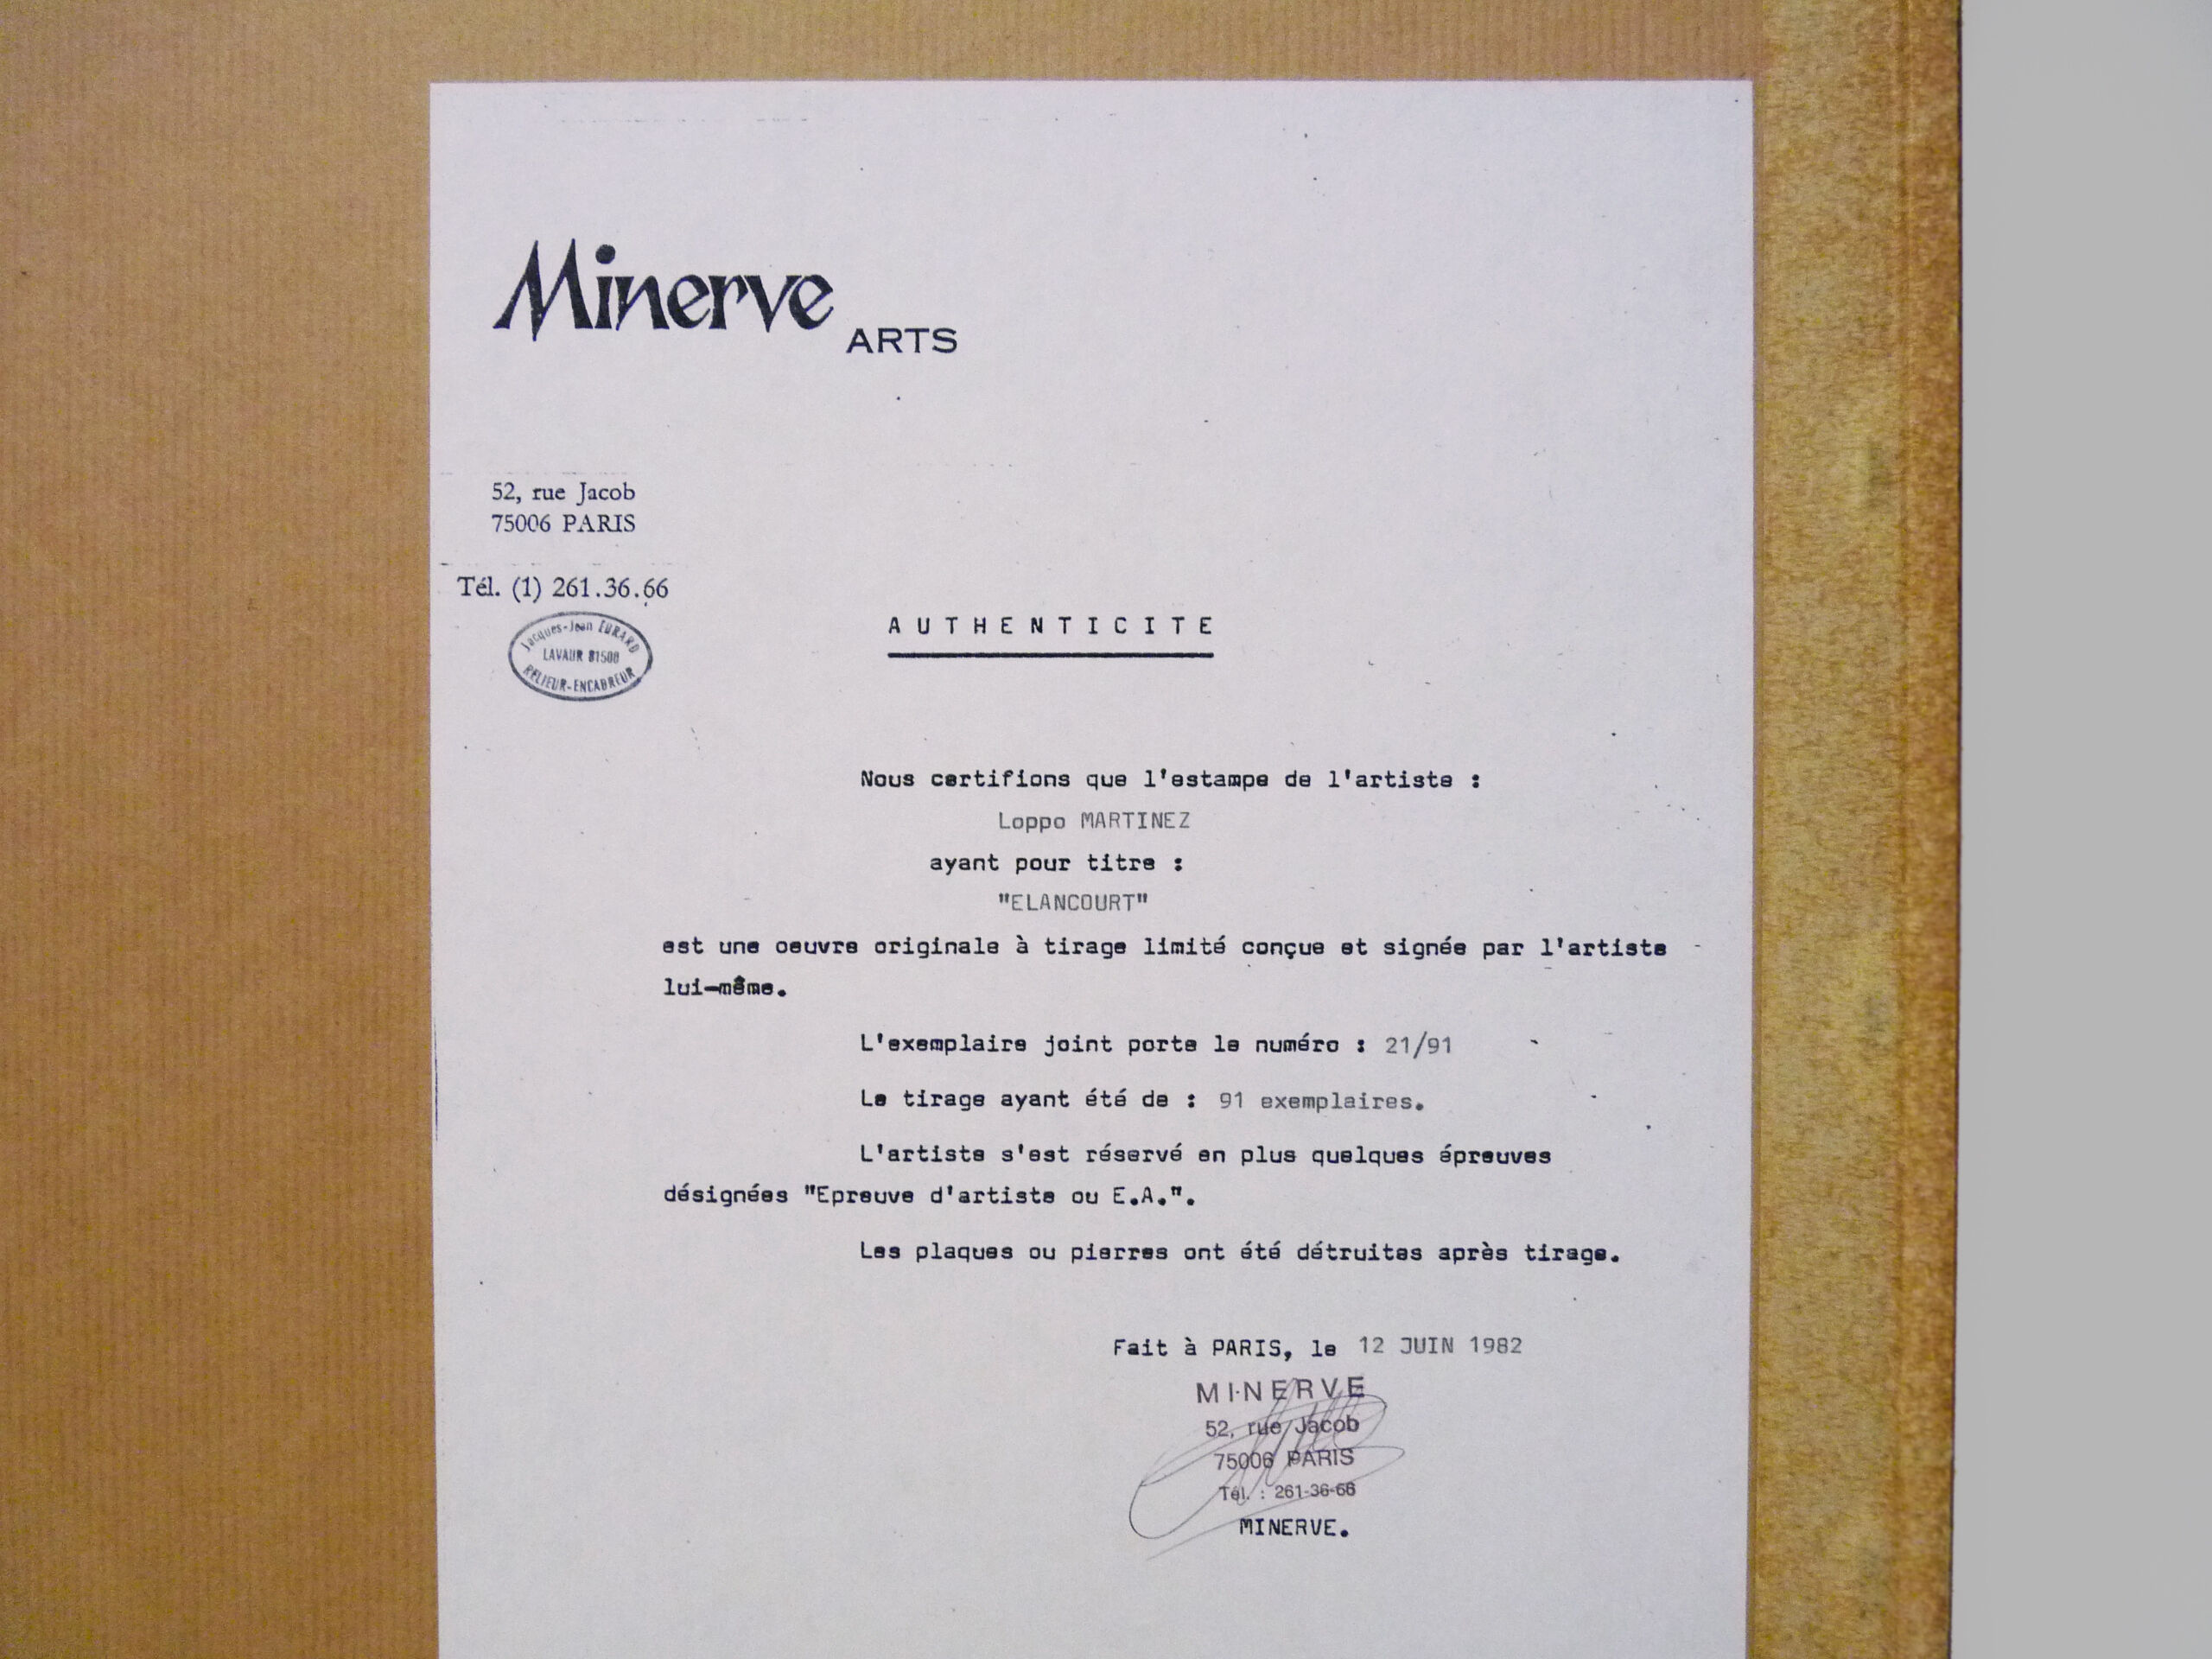 Minerve ARTS
52, rue Jacob
75006 PARIS
Tél. (1) 261.36.66
Jacques-Jean
LAVAUR 81500
RELIEUR-ENCADREUR
AUTHENTICITE
Nous certifions que l'estampe de l'artiste :
Loppo MARTINEZ
ayant pour titre :
"ELANCOURT"
est une oeuvre originale à tirage limité conçue et signée par l'artiste
lui-même.
L'exemplaire joint porte le numéro : 21/91
Le tirage ayant été de : 91 exemplaires.
L'artiste s'est réservé en plus quelques épreuves
désignées "Epreuve d'artiste ou E.A.".
Les plaques ou pierres ont été détruites après tirage.
Fait à PARIS, le 12 JUIN 1982
MINERVE
52, rue Jacob
75006 PARIS
Tél. : 261-36-66
MINERVE.